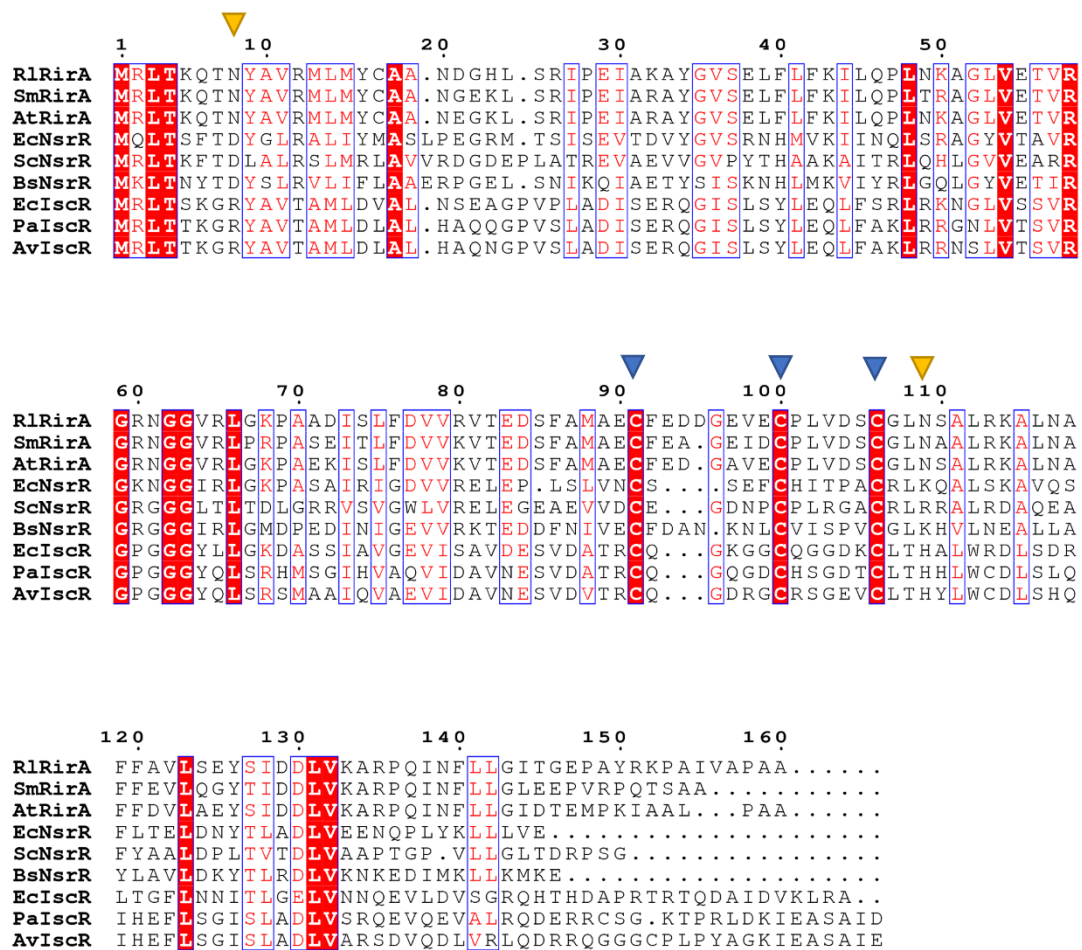 1 10 20 30 40 50
RlRirA MRLTKQTNYAVRMLMYCAA.NDGHL.SRIPEIAKAYGVSELFLFKILQPLNKAGLVETVR
SmRirA MRLTKQTNYAVRMLMYCAA.NGEKL.SRIPEIARAYGVSELFLFKILQPLTRAGLVETVR
AtRirA MRLTKQTNYAVRMLMYCAA.NEGKL.SRIPEIARAYGVSELFLFKILQPLNKAGLVETVR
EcNsrR MQLTSFTDYGLRALIYMASLPEGRM.TSISEVTDVYGVSRNHMVKIINQLSRAGYVTAVR
ScNsrR MRLTKFTDLALRSLMRLAVVRDGDEPLATREVAEVVGVPYTHAAKAITRLQHLGVVEARR
BsNsrR MKLTNYTDYSLRVLIFLAAERPGEL.SNIKQIAETYSISKNHLMKVIYRLGQLGYVETIR
EcIscR MRLTSKGRYAVTAMLDVAL.NSEAGPVPLADISERQGISLSYLEQLFSRLRKNGLVSSVR
PaIscR MRLTTKGRYAVTAMLDLAL.HAQNGPVSLADISERQGISLSYLEQLFAKLRRGNLVTSVR
AvIscR MRLTTKGRYAVTAMLDLAL.HAQHGPVSLADISERQGISLSYLEQLFAKLRRNSLVTSVR
60 70 80 90 100 110
RlRirA GRNGGVRLGKPAADISLFDVVRVTEDSFAMAECFEDDGEVECPLVDSCGLNSALRKALNA
SmRirA GRNGGVRLPRPASEITLFDVVKVTEDSFAMAECFEA.GEIDCPLVDSCGLNSALRKALNA
AtRirA GRNGGVRLGKPAEKISLFDVVKVTEDSFAMAECFED.GAVECPLVDSCGLNSALRKALNA
EcNsrR GKNGGIRLGKPASAIRIGDVVRELEP.LSLVNCS....SEFCHITPACRLKQALSKAVQS
ScNsrR GRGGGLTLTDLGRRVSVGWLVRELEGEAEVVDCE...GDNPCPLRGACRLRRALRDAQEA
BsNsrR GRGGGIRLGMDPEDINIGEVVRKTEDDFNIVECFDAN.KNLCVISPVCGLKHVLNEALLA
EcIscR GPGGGYLLGKDASSIAVGEVISAVDESVDATRCQ...GKGGCQGGDKCLTHALWRDLSDR
PaIscR GPGGGYQLSRHMSGIHVAQVIDAVNESVDATRCQ...GQGDCHSGDTCLTHHLWCDLSLQ
AvIscR GPGGGYQLSRSMAAIQVAEVIDAVNESVDVTRCQ...GDRGCRSGEVCLTHYLWCDLSHQ
120 130 140 150 160
RlRirA FFAVLSEYSIDDLVKARPQINFLLGITGEPAYRKPAIVAPAA......
SmRirA FFEVLQGYTIDDLVKARPQINFLLGLEEPVRPQTSAA...........
AtRirA FFDVLAEYSIDDLVKARPQINFLLGIDTEMPKIAAL...PAA......
EcNsrR FLTELDNYTLADLVEENQPLYKLLLVE.....................
ScNsrR FYAALDPLTVTDLVAAPTGP.VLLGLTDRPSG................
BsNsrR YLAVLDKYTLRDLVKNKEDIMKLLKMKE....................
EcIscR LTGFLNNITLGELVNNQEVLDVSGRQHTHDAPRTRTQDAIDVKLRA..
PaIscR IHEFLSGISLADLVSRQEVQEVALRQDERRCSG.KTPRLDKIEASAID
AvIscR IHEFLSGISLADLVARSDVQDLVRLQDRRQGGGCPLPYAGKIEASAIE